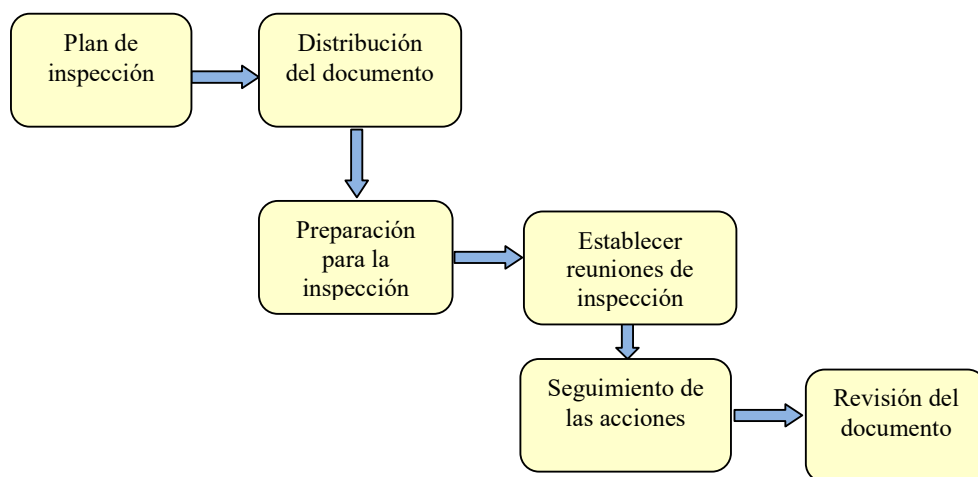 Plan de
inspección
Distribución
del documento
Preparación
para la
inspección
Establecer
reuniones de
inspección
Seguimiento de
las acciones
Revisión del
documento